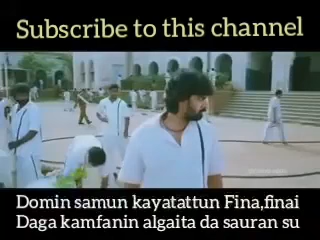 Subscribe to this channel
Domin samun kayatattun Fina,finai
Daga kamfanin algaita da sauran su